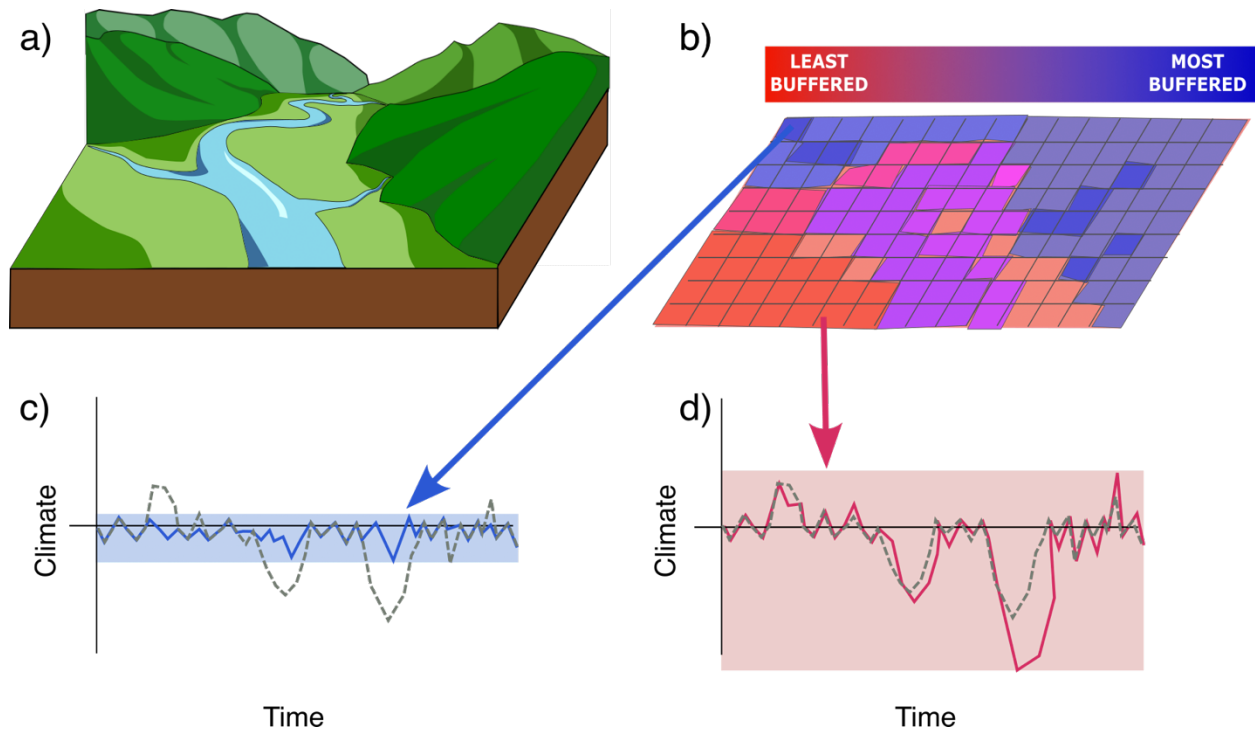 a)
b)
LEAST
BUFFERED
MOST
BUFFERED
c)
Climate
Time
d)
Climate
Time